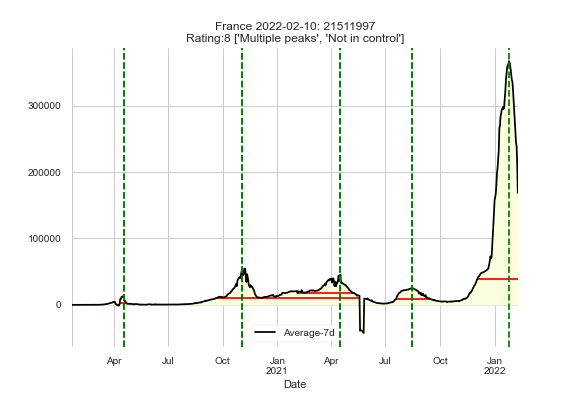 France 2022-02-10: 21511997
Rating:8 ['Multiple peaks', 'Not in control']
300000
200000
100000
0
Average-7d
Apr Jul Oct Jan Apr Jul Oct Jan
2021 2022
Date